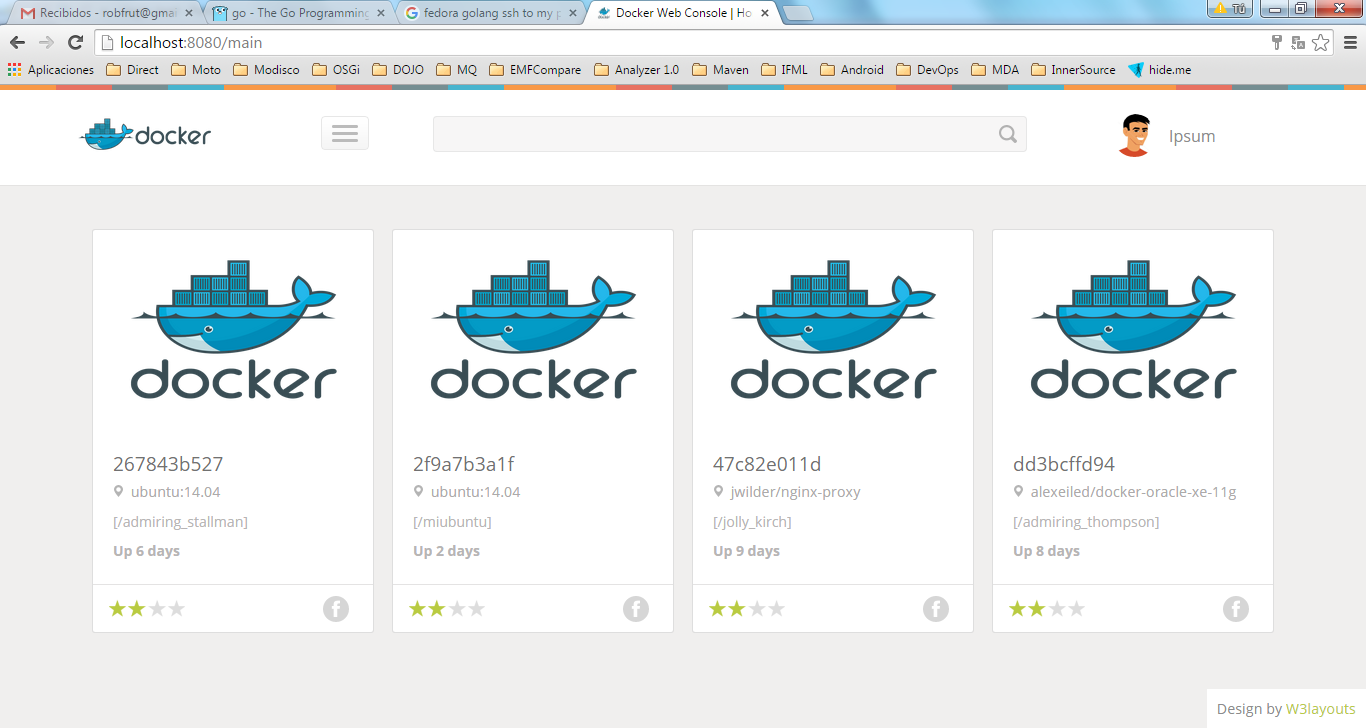 Recibidos - robfrut@gmai
go - The Go Programming
fedora golang ssh to my p
Docker Web Console | Ho
Tú
localhost:8080/main
Aplicaciones Direct Moto Modisco OSGi DOJO MQ EMFCompare Analyzer 1.0 Maven IFML Android DevOps MDA InnerSource hide.me
docker
Ipsum
docker
267843b527
ubuntu:14.04
[/admiring_stallman]
Up 6 days
docker
2f9a7b3a1f
ubuntu:14.04
[/miubuntu]
Up 2 days
docker
47c82e011d
jwilder/nginx-proxy
[/jolly_kirch]
Up 9 days
docker
dd3bcffd94
alexeiled/docker-oracle-xe-11g
[/admiring_thompson]
Up 8 days
Design by W3layouts